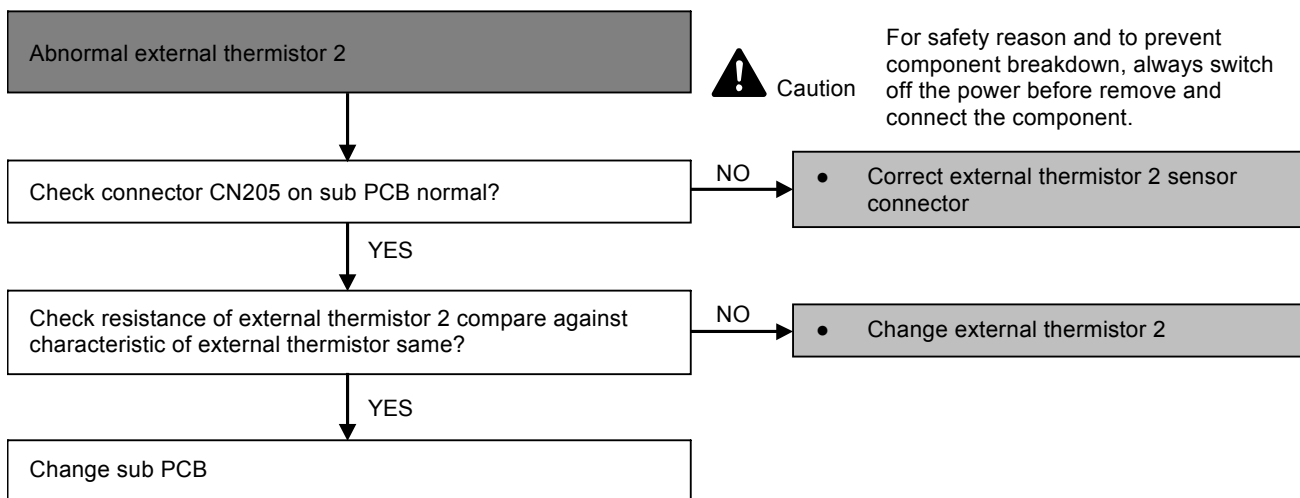 Abnormal external thermistor 2
Caution
For safety reason and to prevent
component breakdown, always switch
off the power before remove and
connect the component.
Check connector CN205 on sub PCB normal?
NO
● Correct external thermistor 2 sensor
connector
YES
Check resistance of external thermistor 2 compare against
characteristic of external thermistor same?
NO
● Change external thermistor 2
YES
Change sub PCB